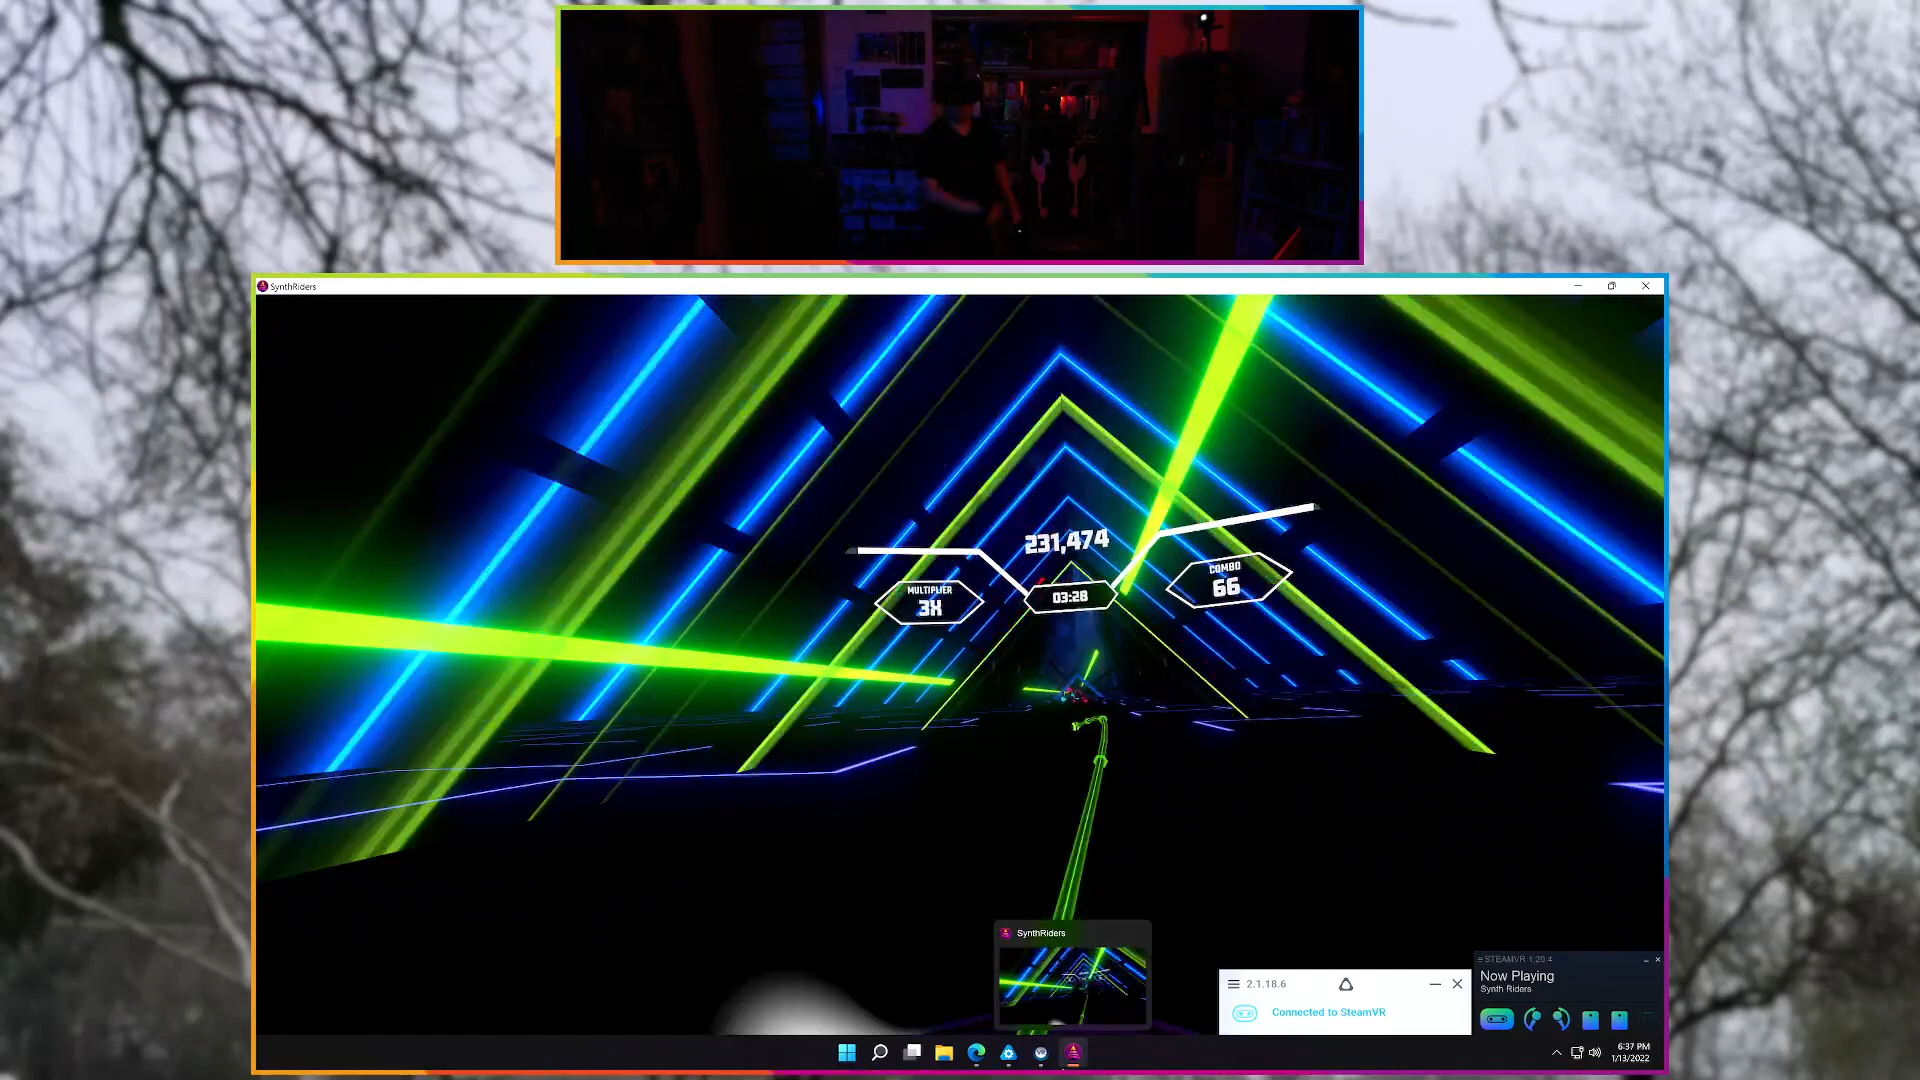 SynthRiders
231,474
MULTIPLIER
3X
03:28
COMBO
66
SynthRiders
2.1.18.6
Connected to SteamVR
STEAMVR 1.20.4
Now Playing
Synth Riders
6:37 PM
1/13/2022